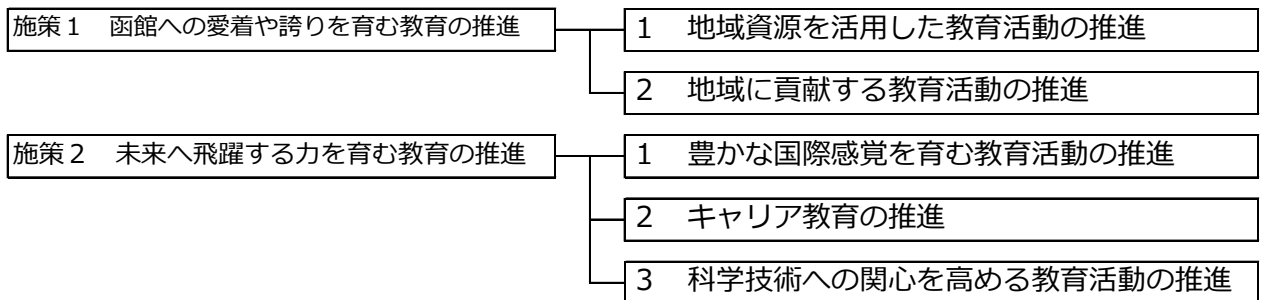 施策１　函館への愛着や誇りを育む教育の推進
１　地域資源を活用した教育活動の推進
２　地域に貢献する教育活動の推進
施策２　未来へ飛躍する力を育む教育の推進
１　豊かな国際感覚を育む教育活動の推進
２　キャリア教育の推進
３　科学技術への関心を高める教育活動の推進